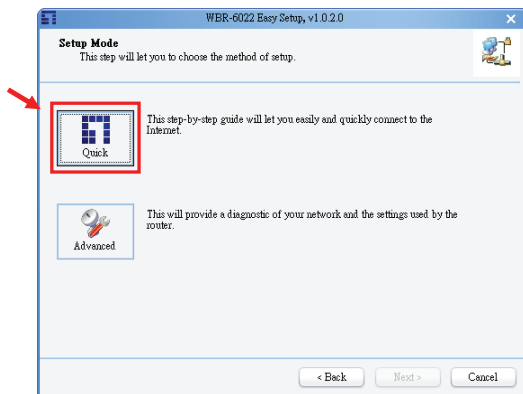 WBR-6022 Easy Setup, v1.0.2.0
Setup Mode
This step will let you to choose the method of setup.
This step-by-step guide will let you easily and quickly connect to the
Internet.
Quick
This will provide a diagnostic of your network and the settings used by the
router.
Advanced
< Back
Next >
Cancel